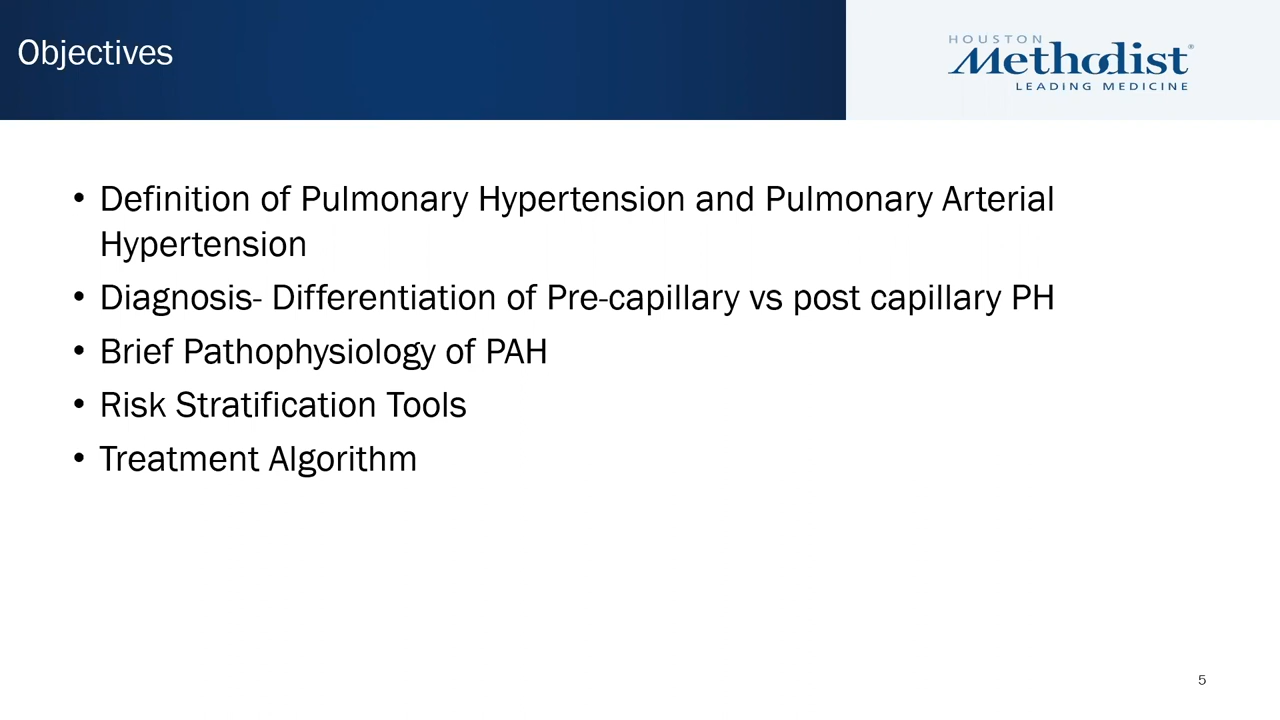 Objectives
HOUSTON
Methodist®
LEADING MEDICINE
• Definition of Pulmonary Hypertension and Pulmonary Arterial
Hypertension
• Diagnosis- Differentiation of Pre-capillary vs post capillary PH
• Brief Pathophysiology of PAH
• Risk Stratification Tools
• Treatment Algorithm
5